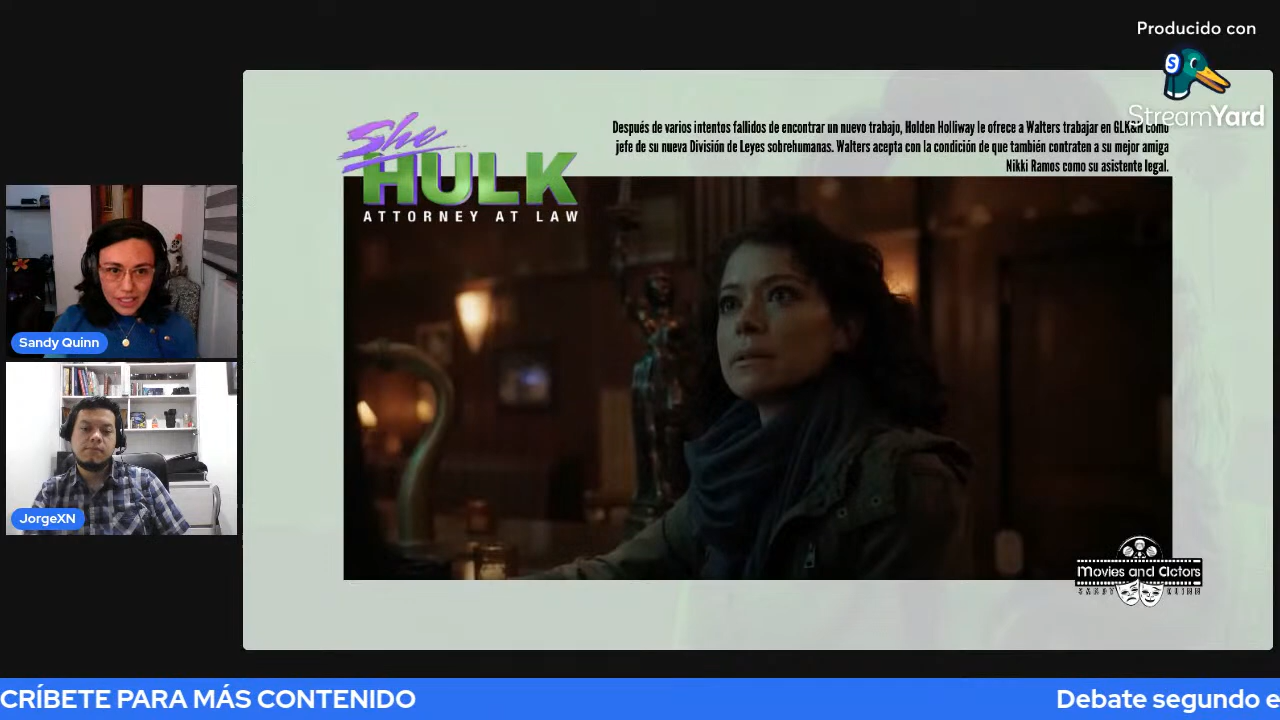 Producido con
StreamYard
She
HULK
ATTORNEY AT LAW
Después de varios intentos fallidos de encontrar un nuevo trabajo, Holden Holliway le ofrece a Walters trabajar en GLK&H como
jefe de su nueva División de Leyes sobrehumanas. Walters acepta con la condición de que también contraten a su mejor amiga
Nikki Ramos como su asistente legal.
Sandy Quinn
JorgeXN
Movies and Actors
SANDY QUINN
CRÍBETE PARA MÁS CONTENIDO
Debate segundo e